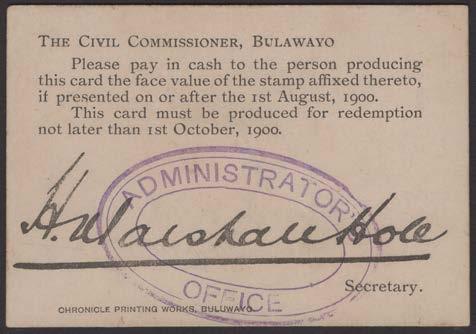 THE CIVIL COMMISSIONER, BULAWAYO
Please pay in cash to the person producing
this card the face value of the stamp affixed thereto,
if presented on or after the 1st August, 1900.
This card must be produced for redemption
not later than 1st October, 1900.
ADMINISTRATOR'S
H. Marshall Hole
OFFICE
Secretary.
CHRONICLE PRINTING WORKS, BULUWAYO.